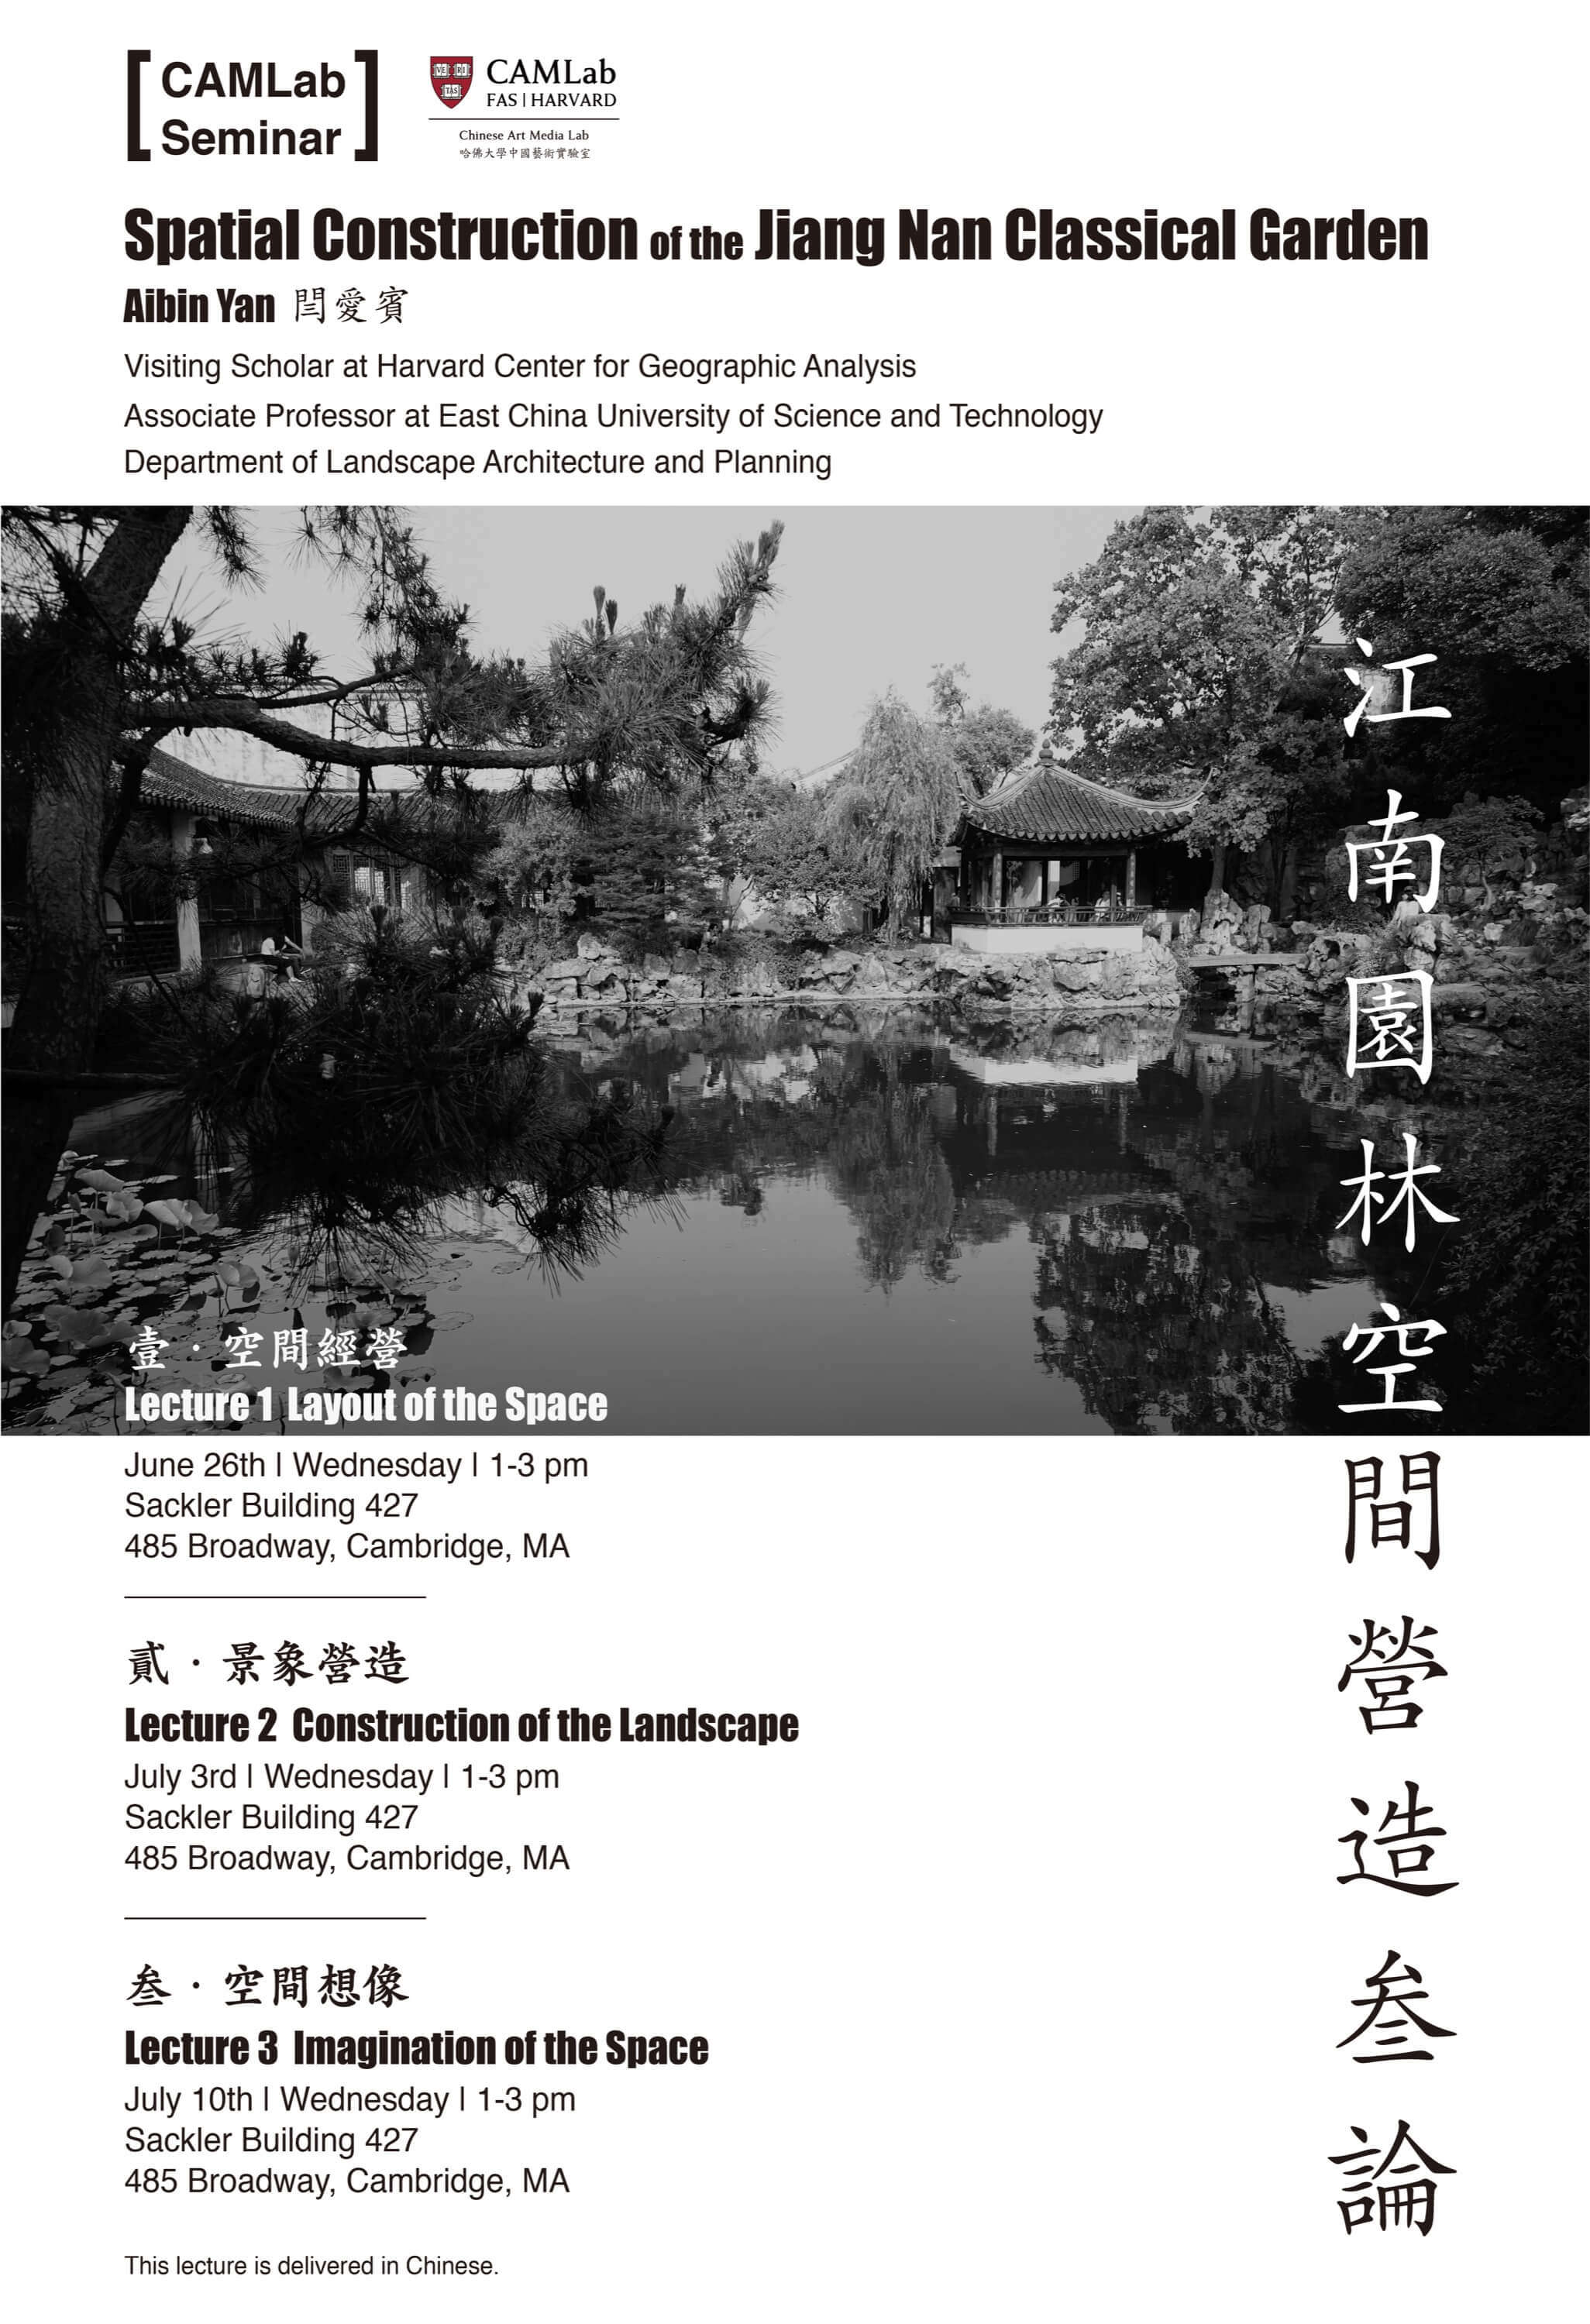 CAMLab
Seminar
VE RI
TAS
CAMLab
FAS | HARVARD
Chinese Art Media Lab
哈佛大學中國藝術實驗室
Spatial Construction of the Jiang Nan Classical Garden
Aibin Yan 閆愛賓
Visiting Scholar at Harvard Center for Geographic Analysis
Associate Professor at East China University of Science and Technology
Department of Landscape Architecture and Planning
江南園林空間營造叁論
壹·空間經營
Lecture 1 Layout of the Space
June 26th | Wednesday | 1-3 pm
Sackler Building 427
485 Broadway, Cambridge, MA
貳·景象營造
Lecture 2 Construction of the Landscape
July 3rd | Wednesday | 1-3 pm
Sackler Building 427
485 Broadway, Cambridge, MA
叁·空間想像
Lecture 3 Imagination of the Space
July 10th | Wednesday | 1-3 pm
Sackler Building 427
485 Broadway, Cambridge, MA
This lecture is delivered in Chinese.